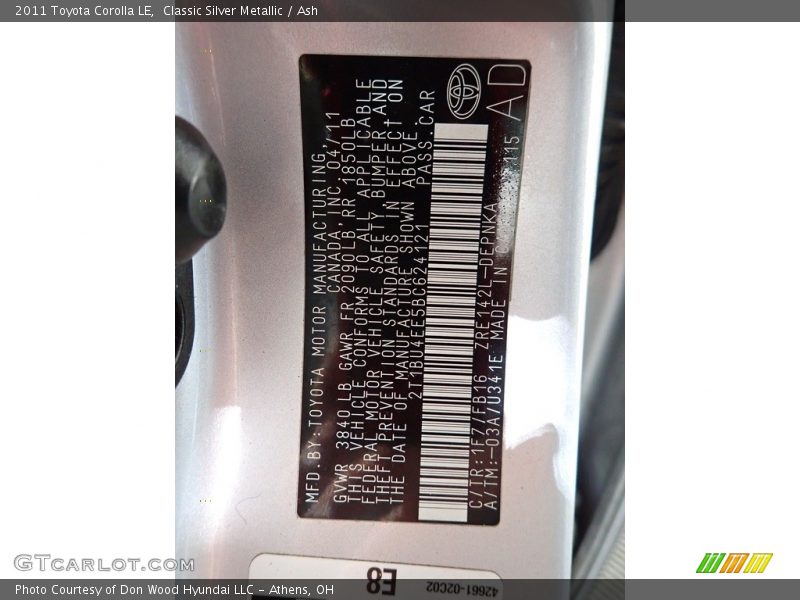 2011 Toyota Corolla LE,  Classic Silver Metallic / Ash
MFD.BY:TOYOTA MOTOR MANUFACTURING,
CANADA, INC. 04/11
GVWR 3840 LB GAWR FR 2090LB RR 1850LB
THIS VEHICLE CONFORMS TO ALL APPLICABLE
FEDERAL MOTOR VEHICLE SAFETY BUMPER AND
THEFT PREVENTION STANDARDS IN EFFECT ON
THE DATE OF MANUFACTURE SHOWN ABOVE.
2T1BU4EE5BC624121 PASS.CAR
C/TR:1F7//FB16 ZRE142L-DEPNKA
A/TM:-03A/U341E MADE IN 115
AD
E8
42661-02C02
GTcarlot.com
Photo Courtesy of Don Wood Hyundai LLC - Athens, OH